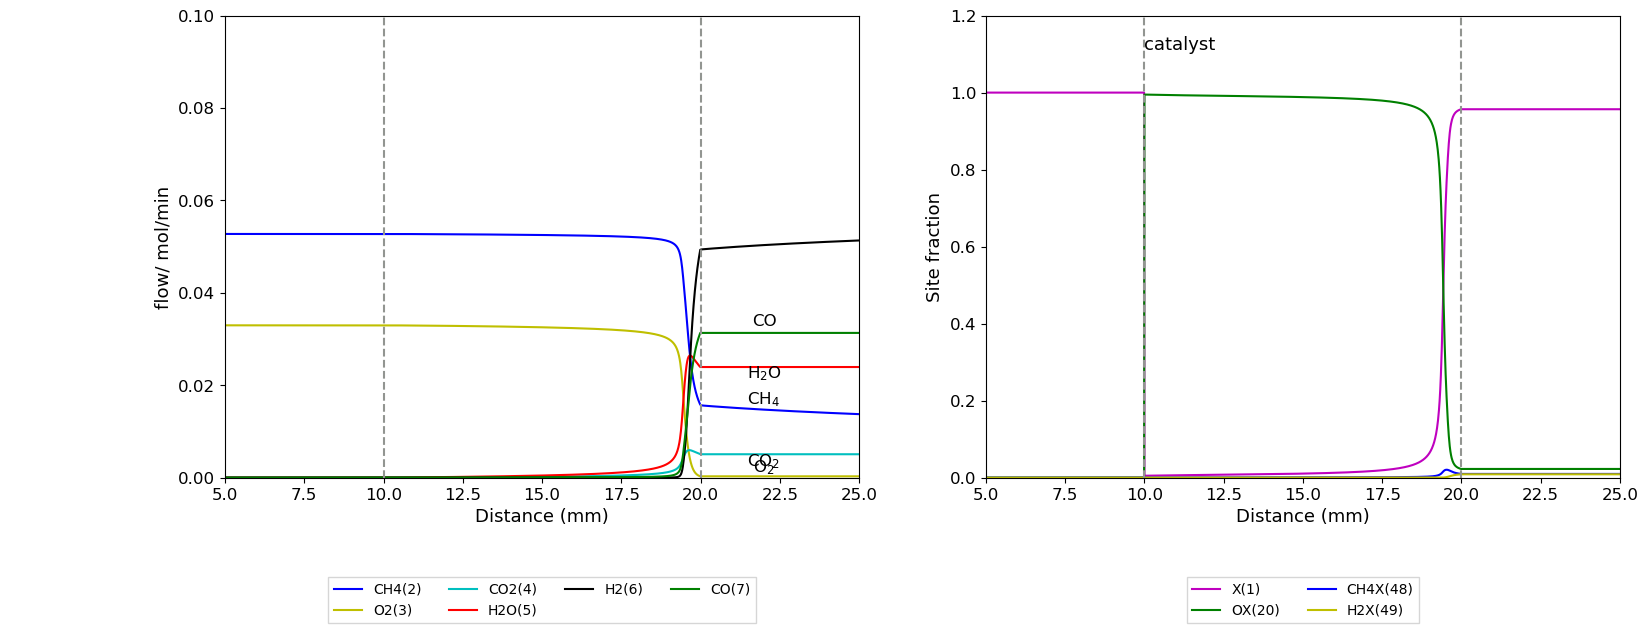 0.10
0.08
0.06
0.04
0.02
0.00
flow/ mol/min
5.0 7.5 10.0 12.5 15.0 17.5 20.0 22.5 25.0
Distance (mm)
CO
H₂O
CH₄
CO₂
O₂
CH4(2) CO2(4) H2(6) CO(7)
O2(3) H2O(5)
1.2
1.0
0.8
0.6
0.4
0.2
0.0
Site fraction
catalyst
5.0 7.5 10.0 12.5 15.0 17.5 20.0 22.5 25.0
Distance (mm)
X(1) CH4X(48)
OX(20) H2X(49)